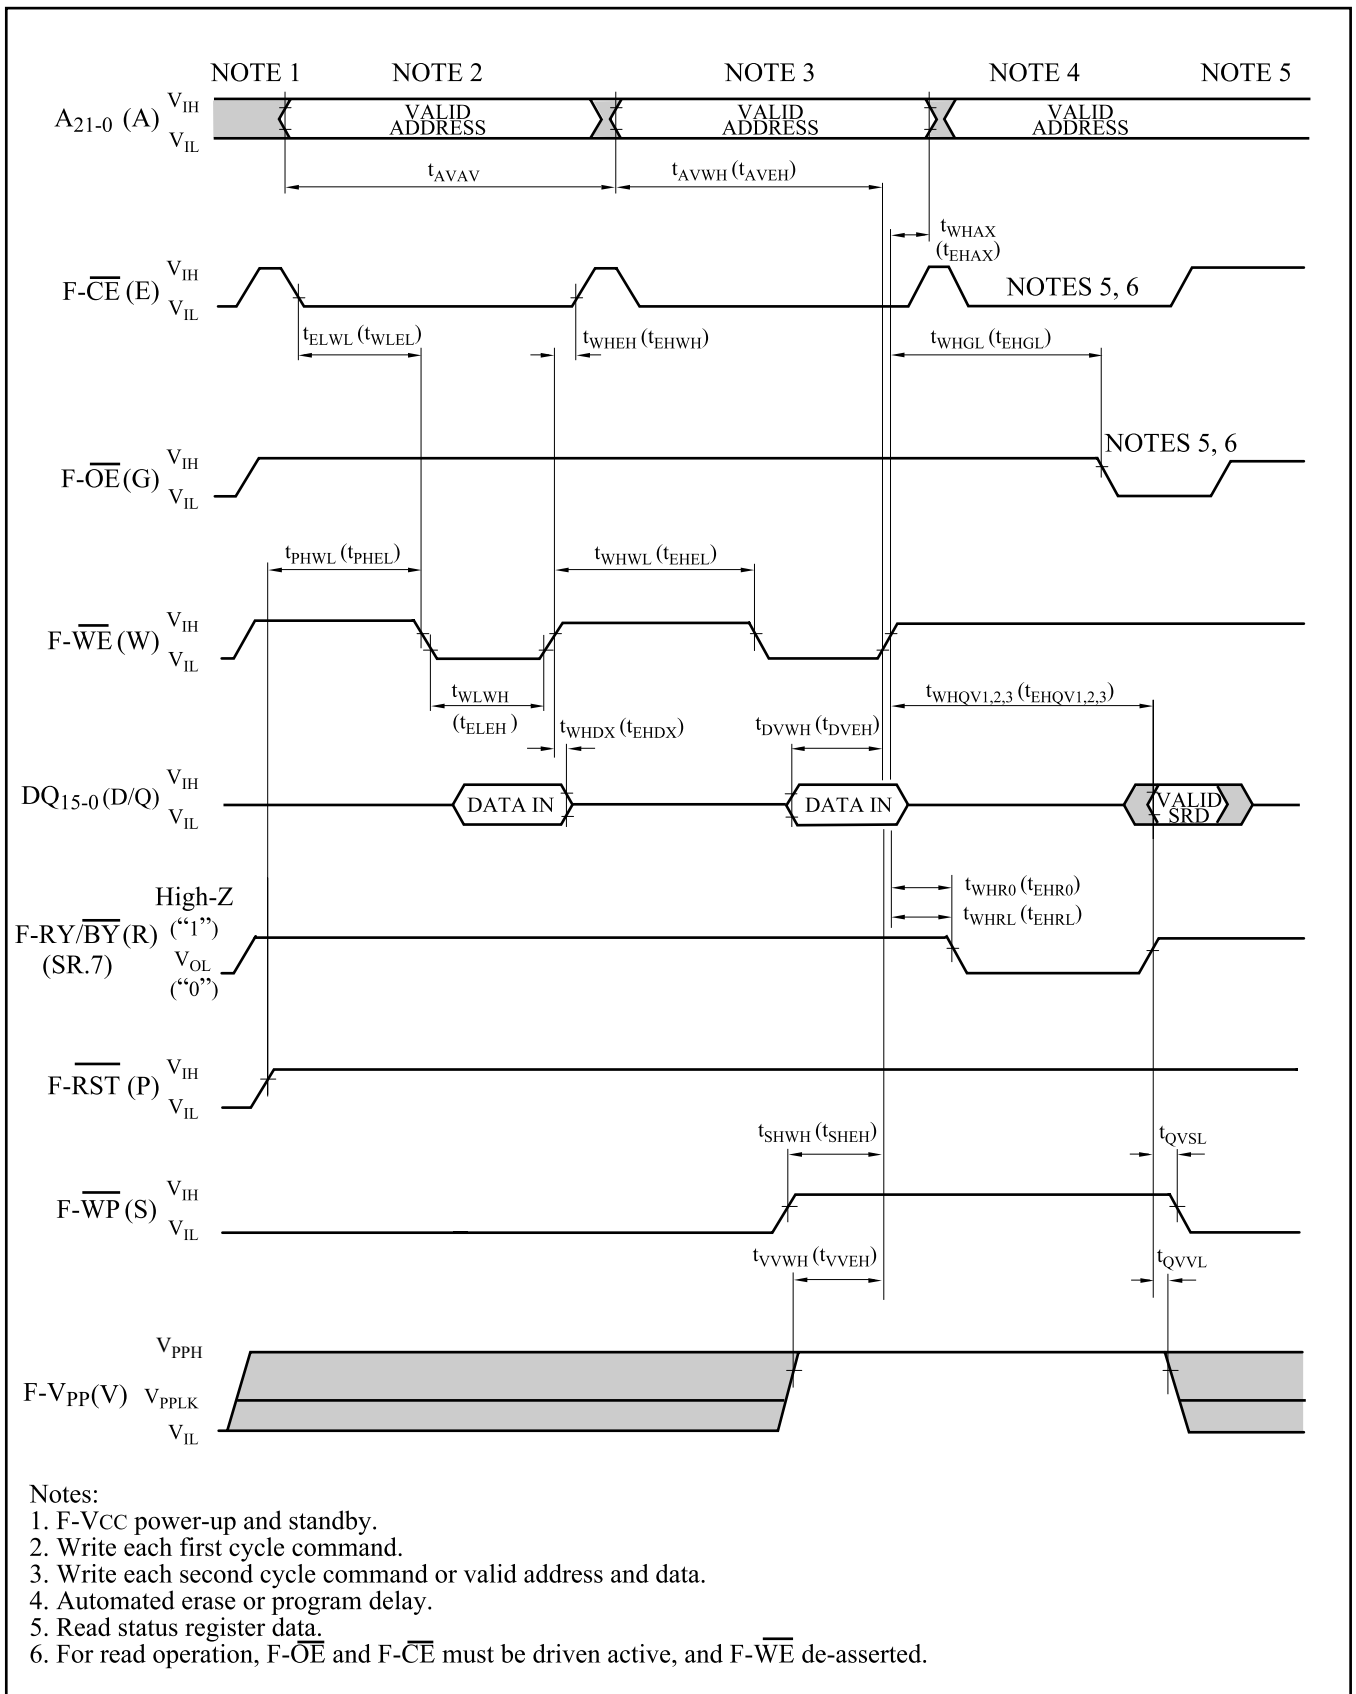 NOTE 1 NOTE 2 NOTE 3 NOTE 4 NOTE 5
A21-0 (A) VIH VIL
VALID ADDRESS
VALID ADDRESS
VALID ADDRESS
tAVAV
tAVWH (tAVEH)
tWHAX
(tEHAX)
F-CE (E) VIH VIL
NOTES 5, 6
tELWL (tWLEL)
tWHEH (tEHWH)
tWHGL (tEHGL)
F-OE (G) VIH VIL
NOTES 5, 6
tPHWL (tPHEL)
tWHWL (tEHEL)
F-WE (W) VIH VIL
tWLWH
(tELEH )
tWHDX (tEHDX)
tDVWH (tDVEH)
tWHQV1,2,3 (tEHQV1,2,3)
DQ15-0 (D/Q) VIH VIL
DATA IN
DATA IN
VALID
SRD
High-Z
(“1”)
F-RY/BY (R)
(SR.7)
VOL
(“0”)
tWHR0 (tEHR0)
tWHRL (tEHRL)
F-RST (P) VIH VIL
tSHWH (tSHEH)
tQVSL
F-WP (S) VIH VIL
tVVWH (tVVEH)
tQVVL
F-VPP (V) VPPH VPPLK VIL
Notes:
1. F-VCC power-up and standby.
2. Write each first cycle command.
3. Write each second cycle command or valid address and data.
4. Automated erase or program delay.
5. Read status register data.
6. For read operation, F-OE and F-CE must be driven active, and F-WE de-asserted.